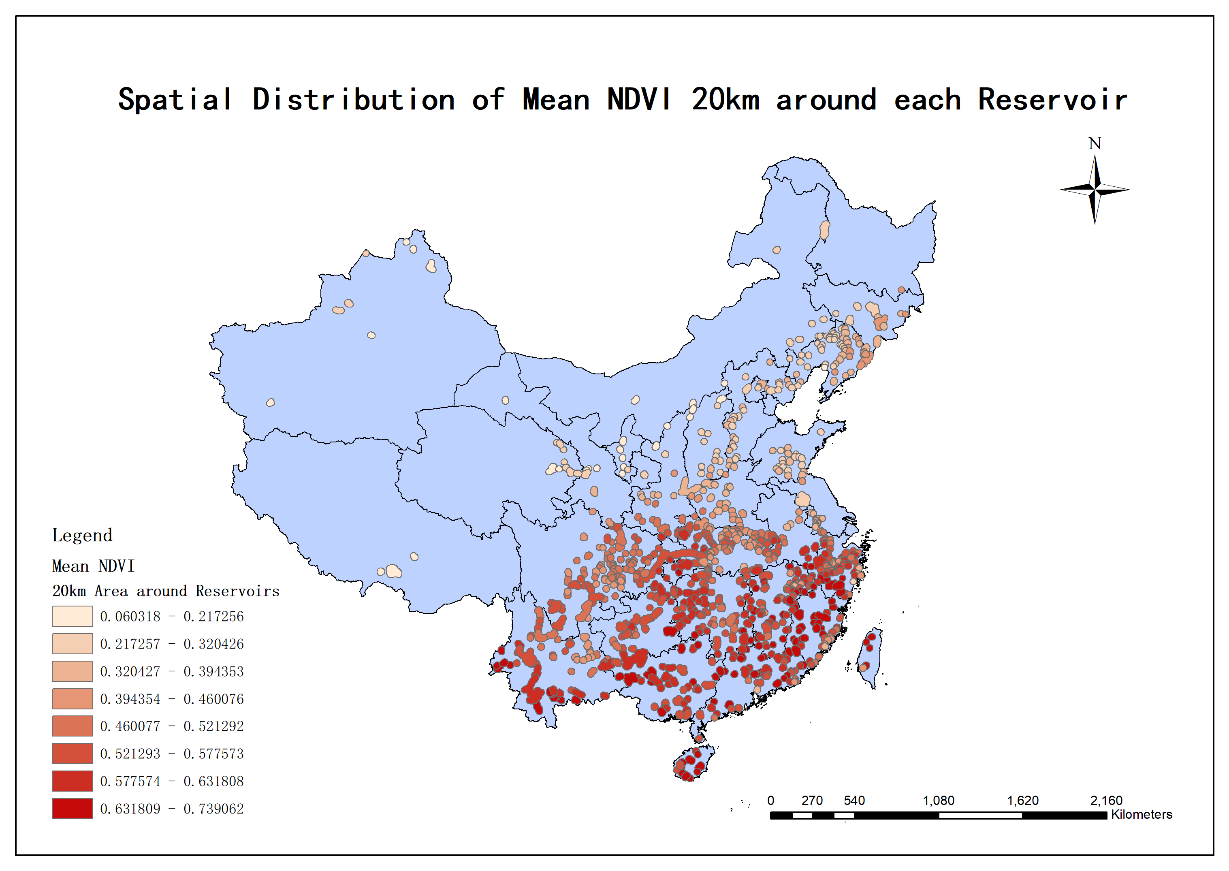 Spatial Distribution of Mean NDVI 20km around each Reservoir
N
Legend
Mean NDVI
20km Area around Reservoirs
0.060318 - 0.217256
0.217257 - 0.320426
0.320427 - 0.394353
0.394354 - 0.460076
0.460077 - 0.521292
0.521293 - 0.577573
0.577574 - 0.631808
0.631809 - 0.739062
0 270 540 1,080 1,620 2,160
Kilometers